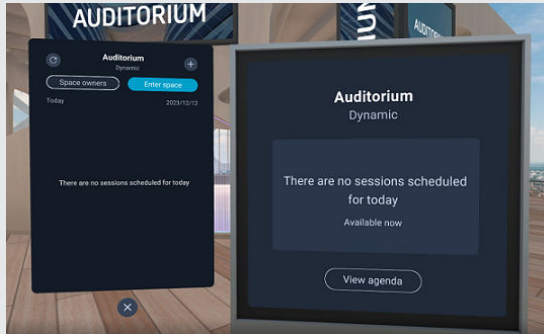 AUDITORIUM
Auditorium
Dynamic
Space owners
Enter space
Today
2023/12/12
There are no sessions scheduled for today
Auditorium
Dynamic
There are no sessions scheduled
for today
Available now
View agenda